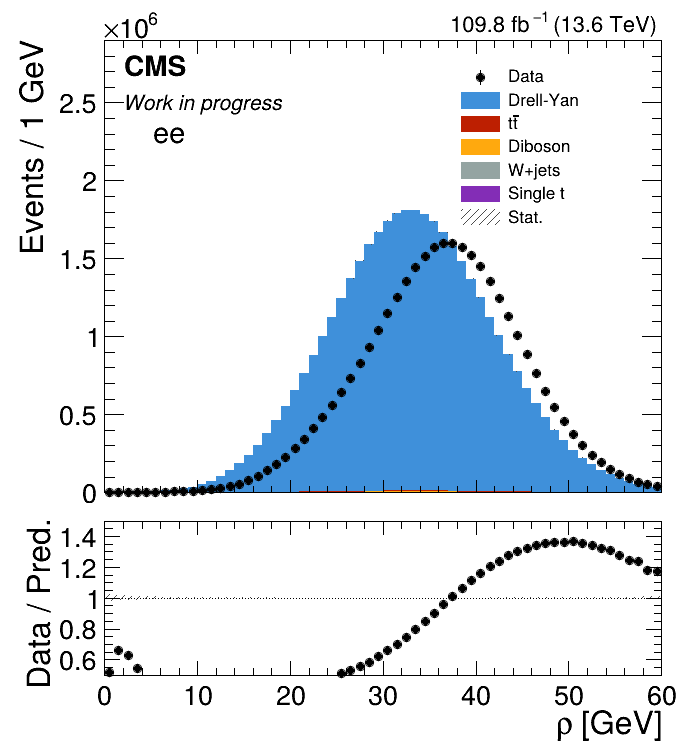 ×10⁶
109.8 fb⁻¹ (13.6 TeV)
CMS
Work in progress
ee
Data
Drell-Yan
tt̅
Diboson
W+jets
Single t
Stat.
Events / 1 GeV
2.5
2
1.5
1
0.5
0
Data / Pred.
1.4
1.2
1
0.8
0.6
0 10 20 30 40 50 60
ρ [GeV]